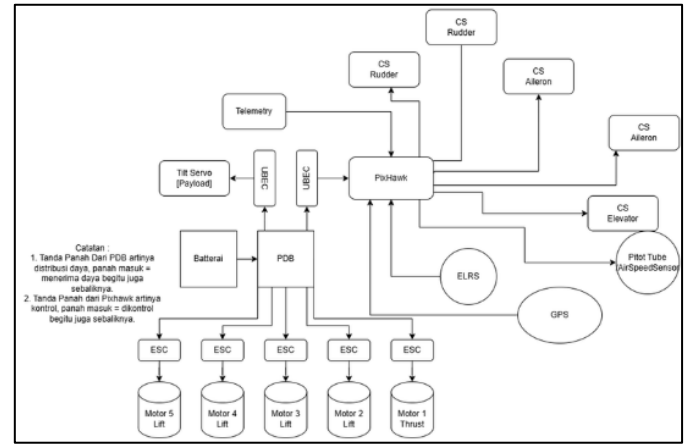 CS
Rudder
CS
Rudder
CS
Aileron
Telemetry
CS
Aileron
Tilt Servo
[Payload]
UBEC
UBEC
PixHawk
CS
Elevator
Catatan :
1. Tanda Panah Dari PDB artinya
distribusi daya, panah masuk =
menerima daya begitu juga
sebaliknya.
2. Tanda Panah dari Pixhawk artinya
kontrol, panah masuk = dikontrol
begitu juga sebaliknya.
Batterai
PDB
ELRS
Pitot Tube
/AirSpeedSensor
GPS
ESC
ESC
ESC
ESC
ESC
Motor 5
Lift
Motor 4
Lift
Motor 3
Lift
Motor 2
Lift
Motor 1
Thrust